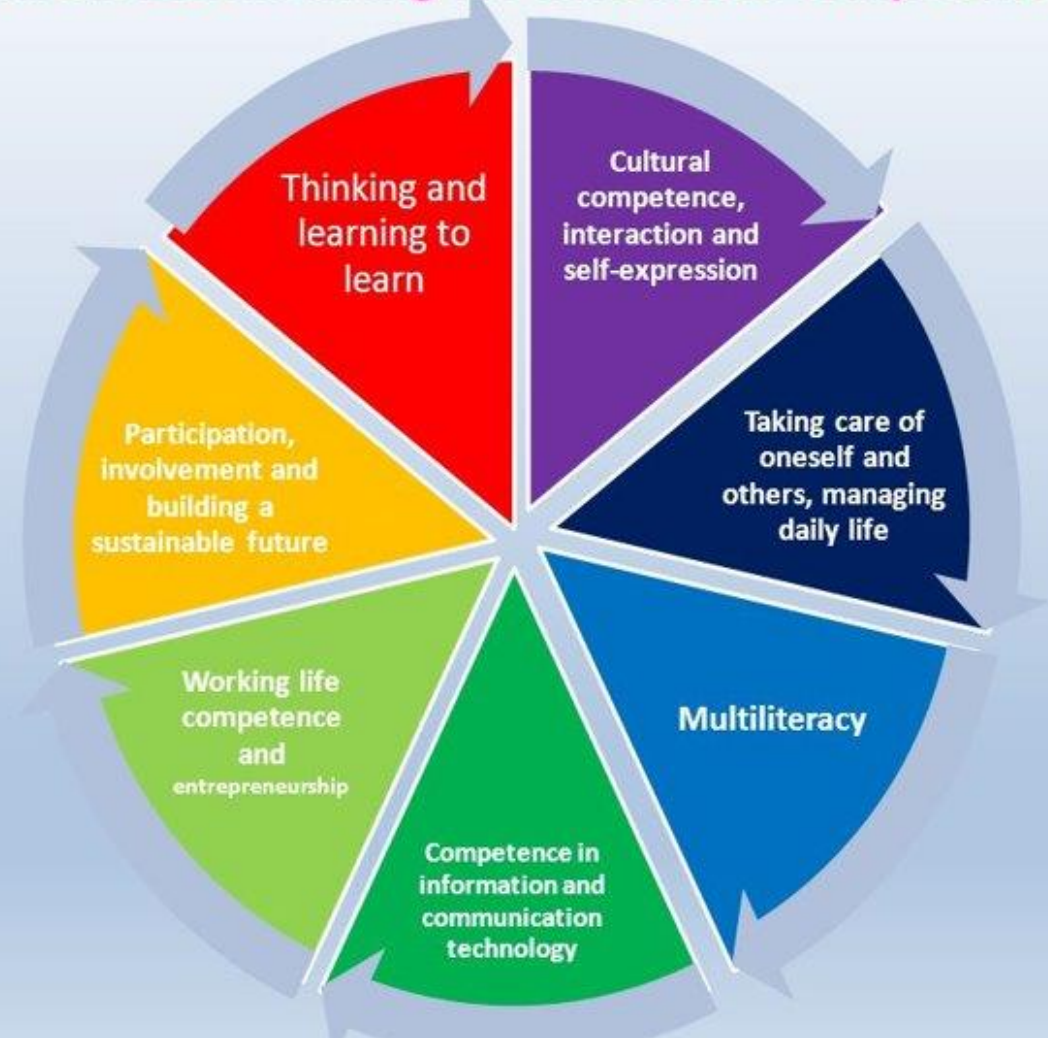 Thinking and
learning to
learn
Cultural
competence,
interaction and
self-expression
Taking care of
oneself and
others, managing
daily life
Multiliteracy
Competence in
information and
communication
technology
Working life
competence
and
entrepreneurship
Participation,
involvement and
building a
sustainable future